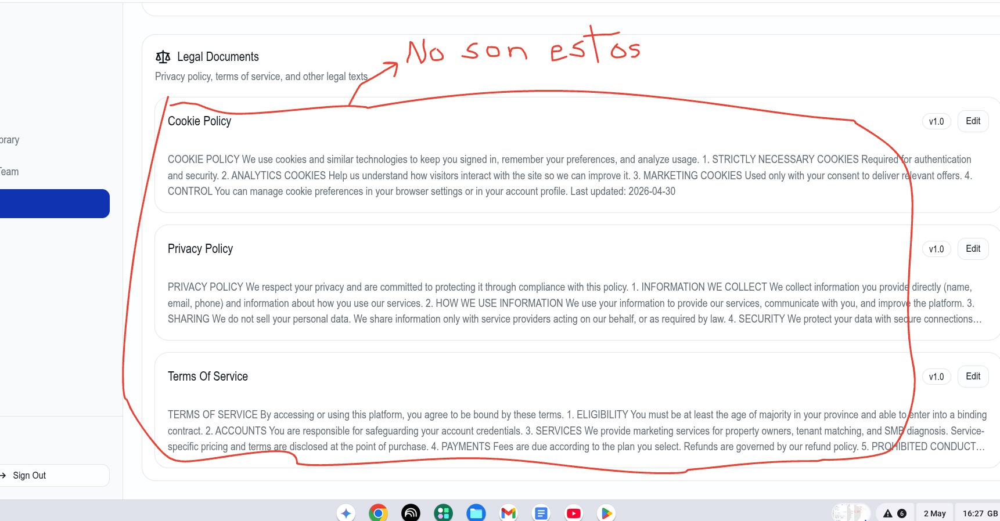 No son estos
Legal Documents
Privacy policy, terms of service, and other legal texts
Cookie Policy
v1.0
Edit
COOKIE POLICY We use cookies and similar technologies to keep you signed in, remember your preferences, and analyze usage. 1. STRICTLY NECESSARY COOKIES Required for authentication
and security. 2. ANALYTICS COOKIES Help us understand how visitors interact with the site so we can improve it. 3. MARKETING COOKIES Used only with your consent to deliver relevant offers. 4.
CONTROL You can manage cookie preferences in your browser settings or in your account profile. Last updated: 2026-04-30
Privacy Policy
v1.0
Edit
PRIVACY POLICY We respect your privacy and are committed to protecting it through compliance with this policy. 1. INFORMATION WE COLLECT We collect information you provide directly (name,
email, phone) and information about how you use our services. 2. HOW WE USE INFORMATION We use your information to provide our services, communicate with you, and improve the platform. 3.
SHARING We do not sell your personal data. We share information only with service providers acting on our behalf, or as required by law. 4. SECURITY We protect your data with secure connections…
Terms Of Service
v1.0
Edit
TERMS OF SERVICE By accessing or using this platform, you agree to be bound by these terms. 1. ELIGIBILITY You must be at least the age of majority in your province and able to enter into a binding
contract. 2. ACCOUNTS You are responsible for safeguarding your account credentials. 3. SERVICES We provide marketing services for property owners, tenant matching, and SMB diagnosis. Service-
specific pricing and terms are disclosed at the point of purchase. 4. PAYMENTS Fees are due according to the plan you select. Refunds are governed by our refund policy. 5. PROHIBITED CONDUCT…
brary
Team
Sign Out
6
2 May
16:27 GB